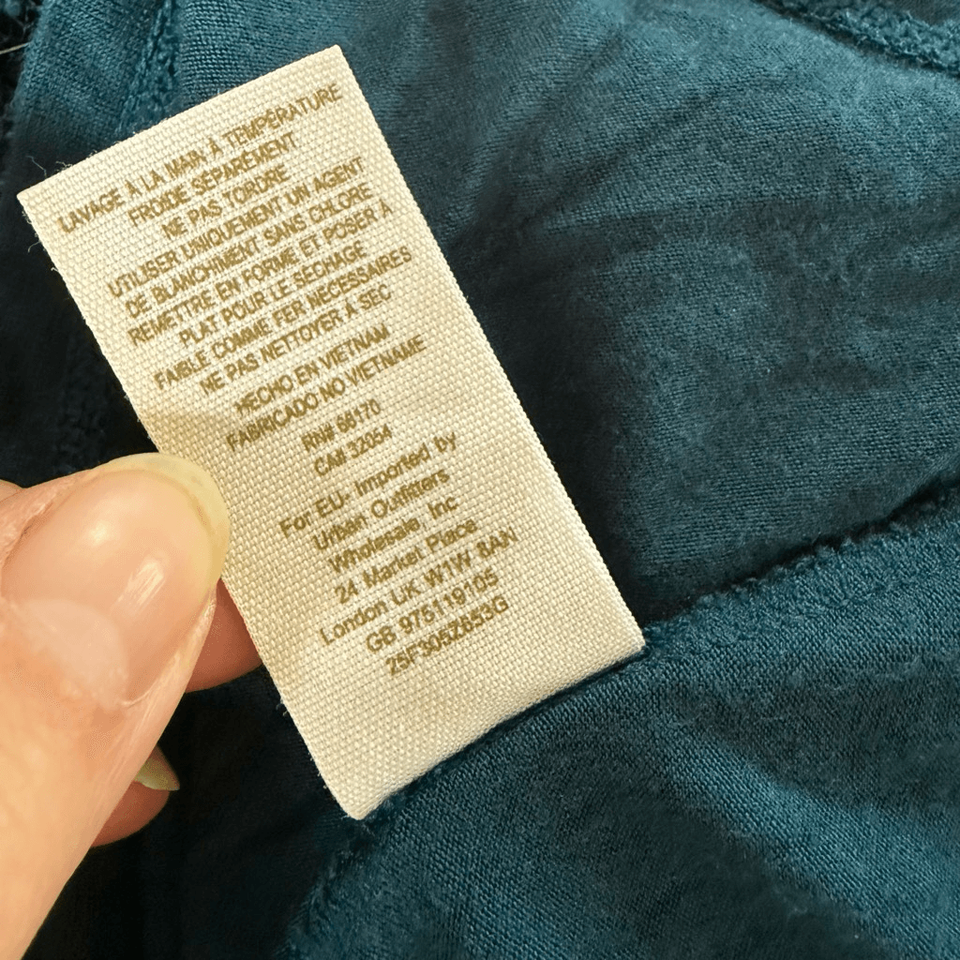 LAVAGE À LA MAIN À TEMPÉRATURE
FROIDE SÉPARÉMENT
NE PAS TORDRE
UTILISER UNIQUEMENT UN AGENT
DE BLANCHIMENT SANS CHLORE
REMETTRE EN FORME ET POSER À
PLAT POUR LE SÉCHAGE
FAIBLE COMME FER NECESSAIRES
NE PAS NETTOYER À SEC
HECHO EN VIETNAM
FABRICADO NO VIETNAME
RN# 66170
CA# 32054
For EU- Imported by
Urban Outfitters
Wholesale, Inc
24 Market Place
London UK W1W 8AN
GB 975119105
25F305Z653G